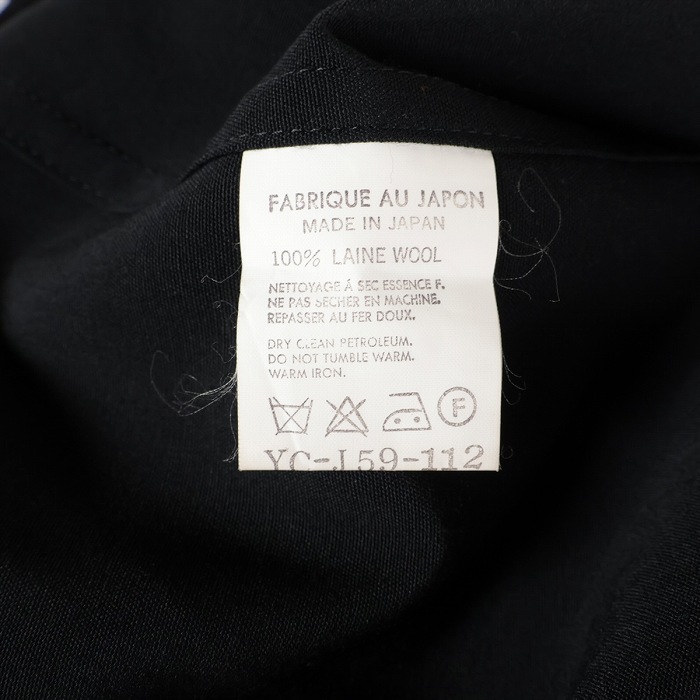 FABRIQUE AU JAPON
MADE IN JAPAN
100% LAINE WOOL
NETTOYAGE À SEC ESSENCE F.
NE PAS SECHER EN MACHINE.
REPASSER AU FER DOUX.
DRY CLEAN PETROLEUM.
DO NOT TUMBLE WARM.
WARM IRON.
F
YC-J59-112